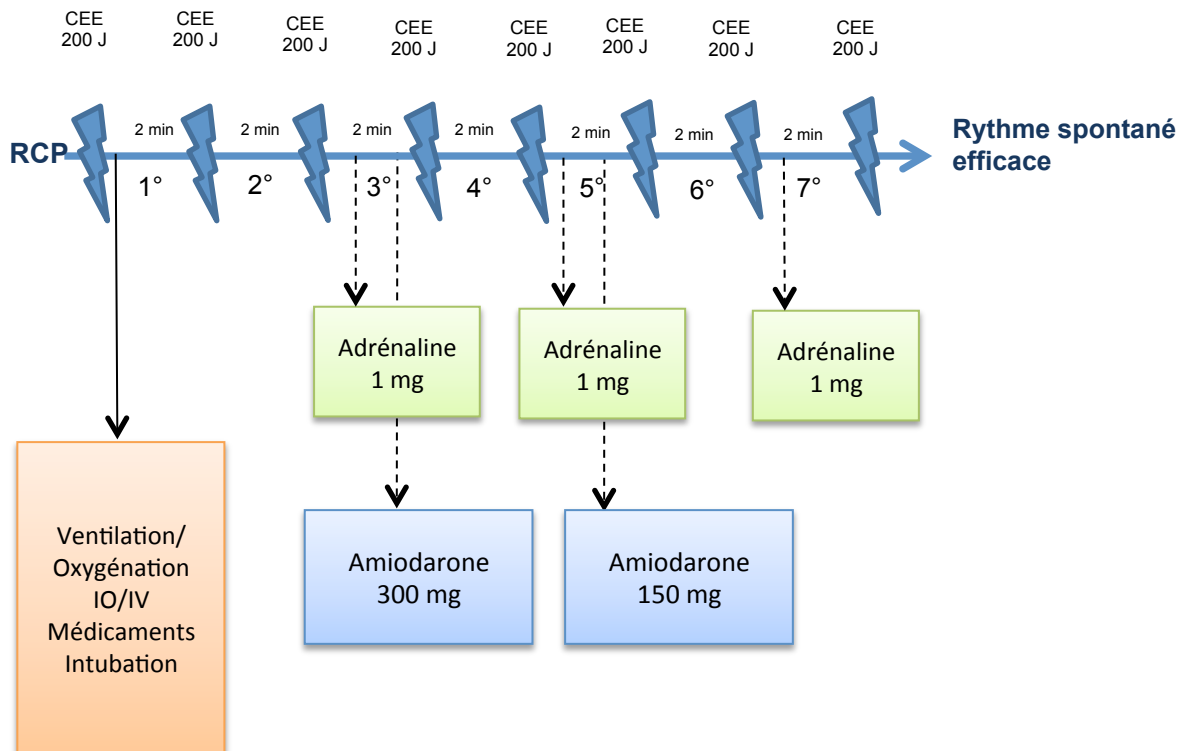 CEE
200 J
CEE
200 J
CEE
200 J
CEE
200 J
CEE
200 J
CEE
200 J
CEE
200 J
CEE
200 J
RCP
2 min
2 min
2 min
2 min
2 min
2 min
2 min
1°
2°
3°
4°
5°
6°
7°
Rythme spontané
efficace
Adrénaline
1 mg
Adrénaline
1 mg
Adrénaline
1 mg
Ventilation/
Oxygénation
IO/IV
Médicaments
Intubation
Amiodarone
300 mg
Amiodarone
150 mg